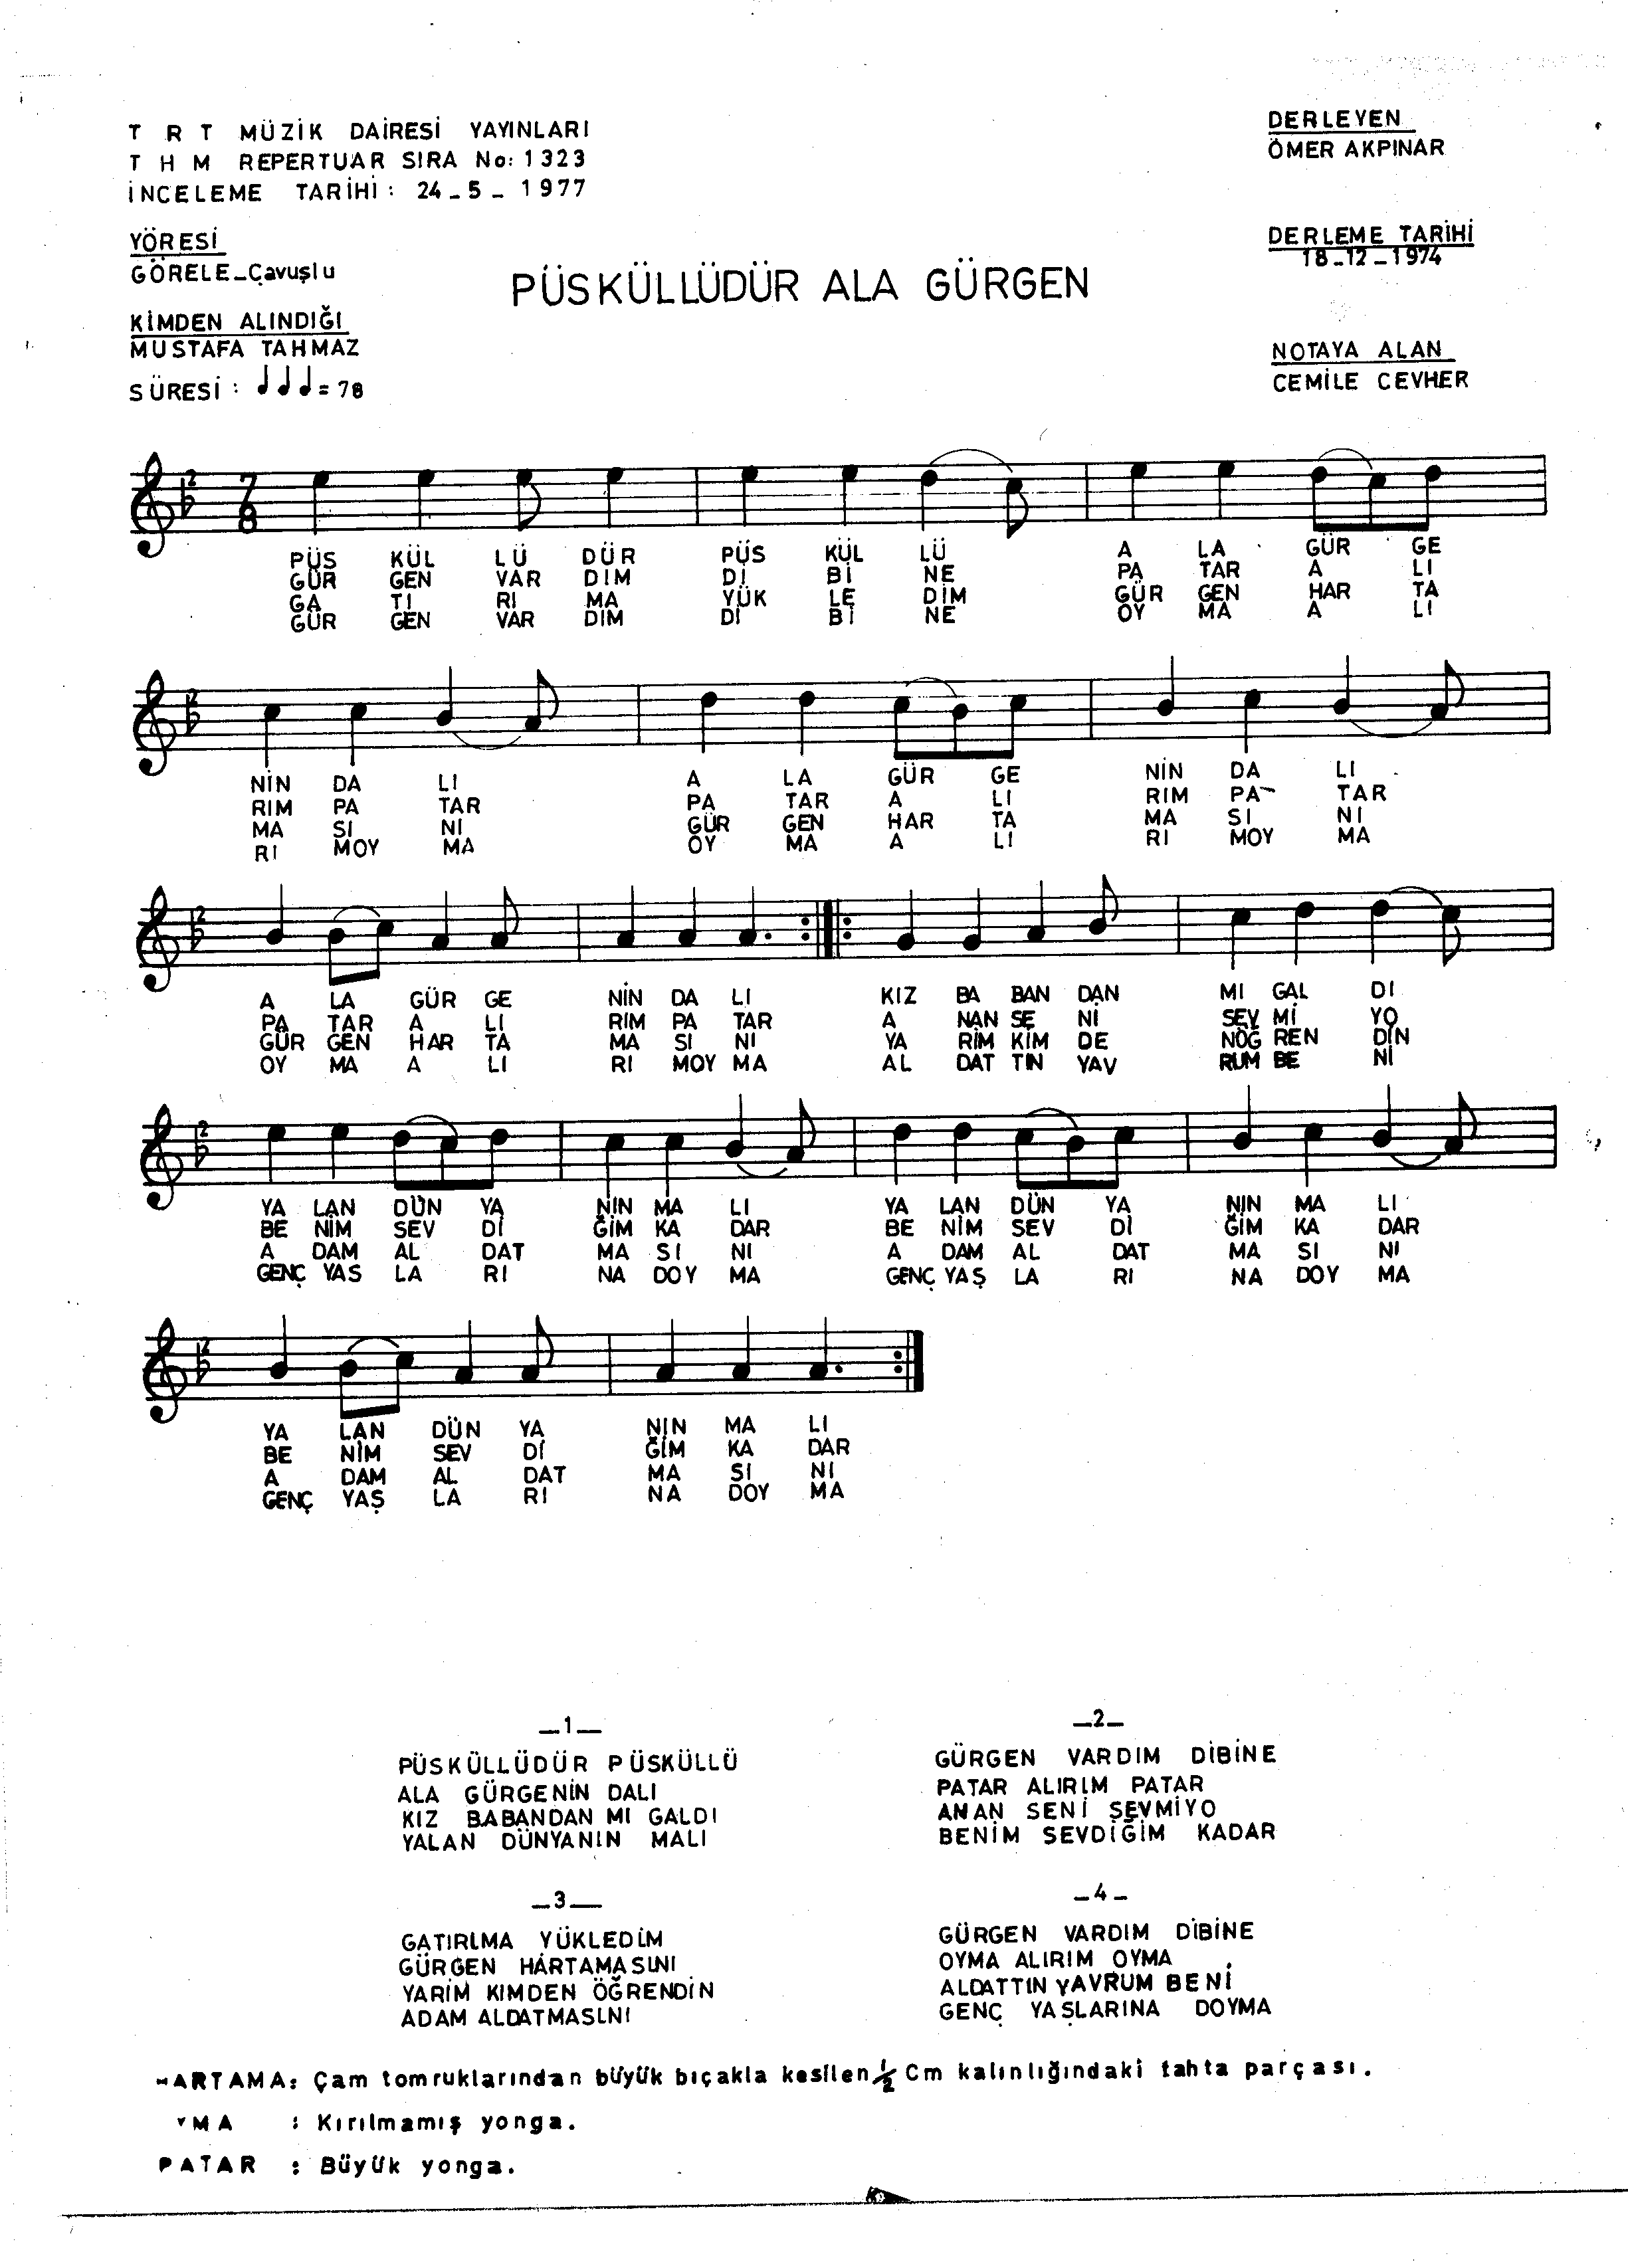 T R T MÜZİK DAİRESİ YAYINLARI
T H M REPERTUAR SIRA No: 1323
İNCELEME TARİHİ : 24_5_1977
DERLEYEN
ÖMER AKPINAR
YÖRESİ
GÖRELE_Çavuşlu
DERLEME TARİHİ
18_12_1974
PÜSKÜLLÜDÜR ALA GÜRGEN
KİMDEN ALINDIĞI
MUSTAFA TAHMAZ
SÜRESİ : ♩ ♩ ♩ = 78
NOTAYA ALAN
CEMİLE CEVHER
7
8
PÜS KÜL LÜ DÜR PÜS KÜL LÜ A LA GÜR GE
GÜR GEN VAR DIM Dİ Bİ NE PA TAR A LI
GA TI RI MA YÜK LE DİM GÜR GEN HAR TA
GÜR GEN VAR DIM Dİ Bİ NE OY MA A LI
NİN DA LI A LA GÜR GE NİN DA LI
RIM PA TAR PA TAR A LI RIM PA TAR
MA SI NI GÜR GEN HAR TA MA SI NI
RI MOY MA OY MA A LI RI MOY MA
A LA GÜR GE NİN DA LI KIZ BA BAN DAN MI GAL DI
PA TAR A LI RIM PA TAR A NAN SE Nİ SEV Mİ YO
GÜR GEN HAR TA MA SI NI YA RİM KİM DE NÖĞ REN DİN
OY MA A LI RI MOY MA AL DAT TIN YAV RUM BE Nİ
YA LAN DÜN YA NIN MA LI YA LAN DÜN YA NIN MA LI
BE NİM SEV Dİ ĞİM KA DAR BE NİM SEV Dİ ĞİM KA DAR
A DAM AL DAT MA SI NI A DAM AL DAT MA SI NI
GENÇ YAS LA RI NA DOY MA GENÇ YAŞ LA RI NA DOY MA
YA LAN DÜN YA NIN MA LI
BE NİM SEV Dİ ĞİM KA DAR
A DAM AL DAT MA SI NI
GENÇ YAŞ LA RI NA DOY MA
_1_
PÜSKÜLLÜDÜR PÜSKÜLLÜ
ALA GÜRGENİN DALI
KIZ BABANDAN MI GALDI
YALAN DÜNYANIN MALI
_2_
GÜRGEN VARDIM DİBİNE
PATAR ALIRIM PATAR
ANAN SENİ SEVMİYO
BENİM SEVDİĞİM KADAR
_3_
GATIRIMA YÜKLEDİM
GÜRGEN HARTAMASINI
YARİM KIMDEN ÖĞRENDİN
ADAM ALDATMASINI
_4_
GÜRGEN VARDIM DİBİNE
OYMA ALIRIM OYMA
ALDATTIN YAVRUM BENİ
GENÇ YAŞLARINA DOYMA
HARTAMA: Çam tomruklarından büyük bıçakla kesilen ½ Cm kalınlığındaki tahta parçası.
YMA : Kırılmamış yonga.
PATAR : Büyük yonga.